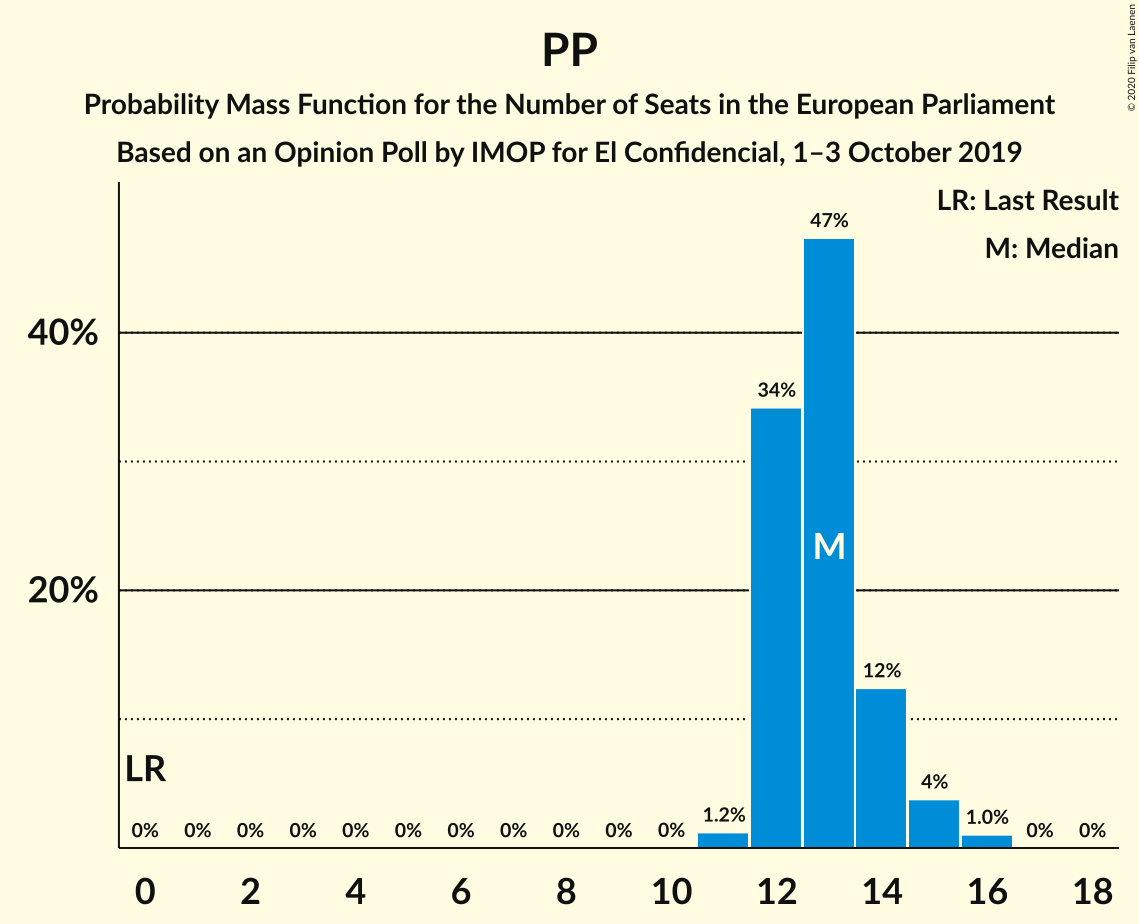 PP
Probability Mass Function for the Number of Seats in the European Parliament
Based on an Opinion Poll by IMOP for El Confidencial, 1–3 October 2019
© 2020 Filip van Laenen
LR: Last Result
M: Median
47%
40%
34%
M
20%
12%
LR
4%
0% 0% 0% 0% 0% 0% 0% 0% 0% 0% 0% 1.2% 1.0% 0% 0%
0 2 4 6 8 10 12 14 16 18